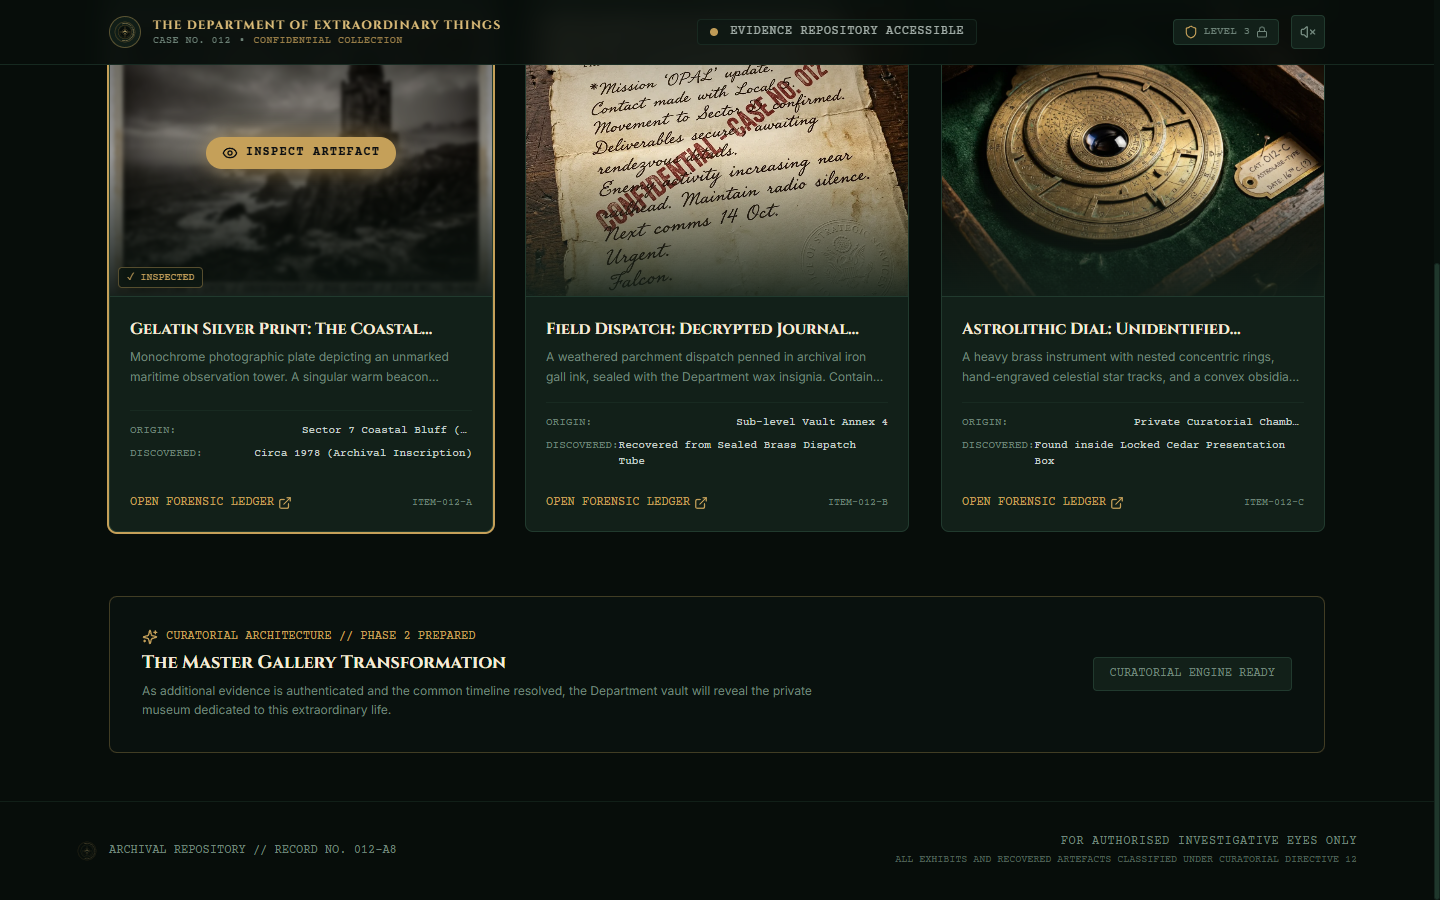 THE DEPARTMENT OF EXTRAORDINARY THINGS
CASE NO. 012 • CONFIDENTIAL COLLECTION
EVIDENCE REPOSITORY ACCESSIBLE
LEVEL 3
INSPECT ARTEFACT
✓ INSPECTED
*Mission 'OPAL' update.
Contact made with Local 5.
Movement to Sector confirmed.
Deliverables secure, awaiting
rendezvous details.
Enemy activity increasing near
railhead. Maintain radio silence.
Next comms 14 Oct.
Urgent.
Falcon.
CONFIDENTIAL - CASE NO. 012
CAT. 012-C
GELATIN SILVER PRINT: THE COASTAL...
Monochrome photographic plate depicting an unmarked
maritime observation tower. A singular warm beacon...
ORIGIN: Sector 7 Coastal Bluff (…
DISCOVERED: Circa 1978 (Archival Inscription)
OPEN FORENSIC LEDGER
ITEM-012-A
FIELD DISPATCH: DECRYPTED JOURNAL...
A weathered parchment dispatch penned in archival iron
gall ink, sealed with the Department wax insignia. Contain...
ORIGIN: Sub-level Vault Annex 4
DISCOVERED: Recovered from Sealed Brass Dispatch
Tube
OPEN FORENSIC LEDGER
ITEM-012-B
ASTROLITHIC DIAL: UNIDENTIFIED...
A heavy brass instrument with nested concentric rings,
hand-engraved celestial star tracks, and a convex obsidia...
ORIGIN: Private Curatorial Chamb…
DISCOVERED: Found inside Locked Cedar Presentation
Box
OPEN FORENSIC LEDGER
ITEM-012-C
CURATORIAL ARCHITECTURE // PHASE 2 PREPARED
THE MASTER GALLERY TRANSFORMATION
As additional evidence is authenticated and the common timeline resolved, the Department vault will reveal the private
museum dedicated to this extraordinary life.
CURATORIAL ENGINE READY
ARCHIVAL REPOSITORY // RECORD NO. 012-A8
FOR AUTHORISED INVESTIGATIVE EYES ONLY
ALL EXHIBITS AND RECOVERED ARTEFACTS CLASSIFIED UNDER CURATORIAL DIRECTIVE 12